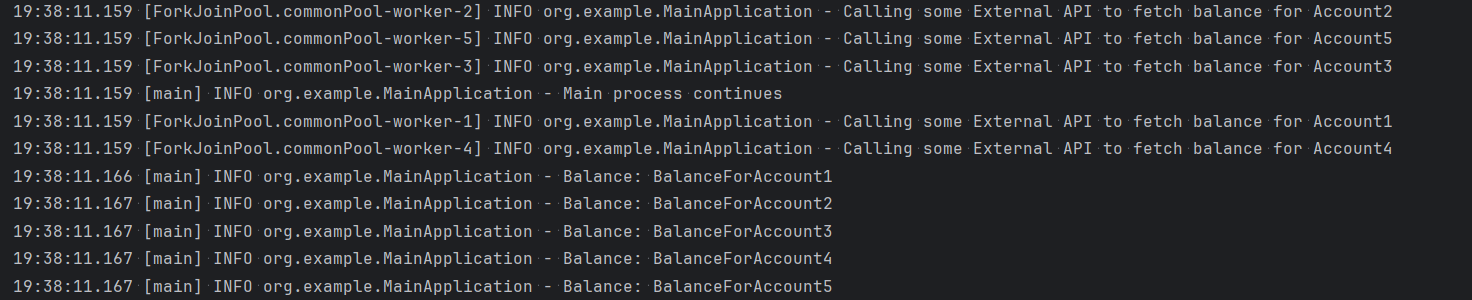 19:38:11.159 [ForkJoinPool.commonPool-worker-2] INFO org.example.MainApplication - Calling some External API to fetch balance for Account2
19:38:11.159 [ForkJoinPool.commonPool-worker-5] INFO org.example.MainApplication - Calling some External API to fetch balance for Account5
19:38:11.159 [ForkJoinPool.commonPool-worker-3] INFO org.example.MainApplication - Calling some External API to fetch balance for Account3
19:38:11.159 [main] INFO org.example.MainApplication - Main process continues
19:38:11.159 [ForkJoinPool.commonPool-worker-1] INFO org.example.MainApplication - Calling some External API to fetch balance for Account1
19:38:11.159 [ForkJoinPool.commonPool-worker-4] INFO org.example.MainApplication - Calling some External API to fetch balance for Account4
19:38:11.166 [main] INFO org.example.MainApplication - Balance: BalanceForAccount1
19:38:11.167 [main] INFO org.example.MainApplication - Balance: BalanceForAccount2
19:38:11.167 [main] INFO org.example.MainApplication - Balance: BalanceForAccount3
19:38:11.167 [main] INFO org.example.MainApplication - Balance: BalanceForAccount4
19:38:11.167 [main] INFO org.example.MainApplication - Balance: BalanceForAccount5